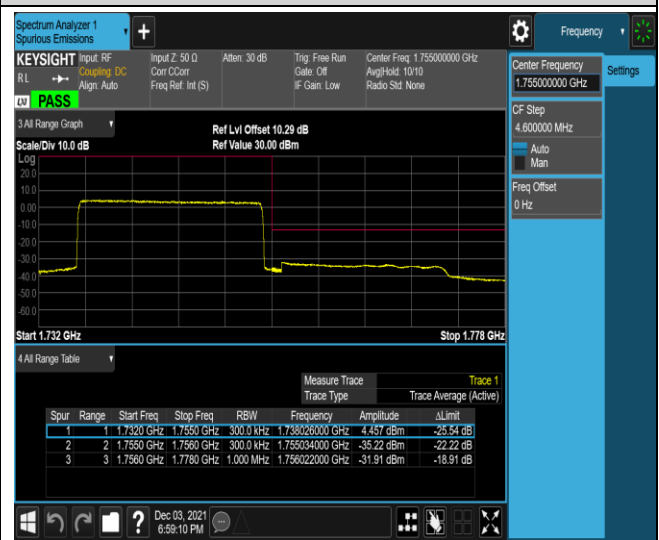 Spectrum Analyzer 1
Spurious Emissions
+
Frequency
KEYSIGHT
RL
LXI PASS
Input: RF
Coupling: DC
Align: Auto
Input Z: 50 Ω
Corr CCorr
Freq Ref: Int (S)
Atten: 30 dB
Trig: Free Run
Gate: Off
IF Gain: Low
Center Freq: 1.755000000 GHz
Avg|Hold: 10/10
Radio Std: None
Center Frequency
1.755000000 GHz
Settings
CF Step
4.600000 MHz
Auto
Man
Freq Offset
0 Hz
3 All Range Graph
Scale/Div 10.0 dB
Ref Lvl Offset 10.29 dB
Ref Value 30.00 dBm
Log
20.0
10.0
0.00
-10.0
-20.0
-30.0
-40.0
-50.0
-60.0
Start 1.732 GHz Stop 1.778 GHz
4 All Range Table
Measure Trace Trace 1
Trace Type Trace Average (Active)
Spur Range Start Freq Stop Freq RBW Frequency Amplitude ΔLimit
1 1 1.7320 GHz 1.7550 GHz 300.0 kHz 1.738026000 GHz 4.457 dBm -25.54 dB
2 2 1.7550 GHz 1.7560 GHz 300.0 kHz 1.755034000 GHz -35.22 dBm -22.22 dB
3 3 1.7560 GHz 1.7780 GHz 1.000 MHz 1.756022000 GHz -31.91 dBm -18.91 dB
?
Dec 03, 2021
6:59:10 PM